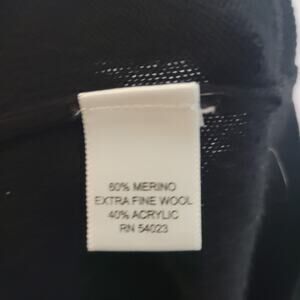 60% MERINO
EXTRA FINE WOOL
40% ACRYLIC
RN 54023